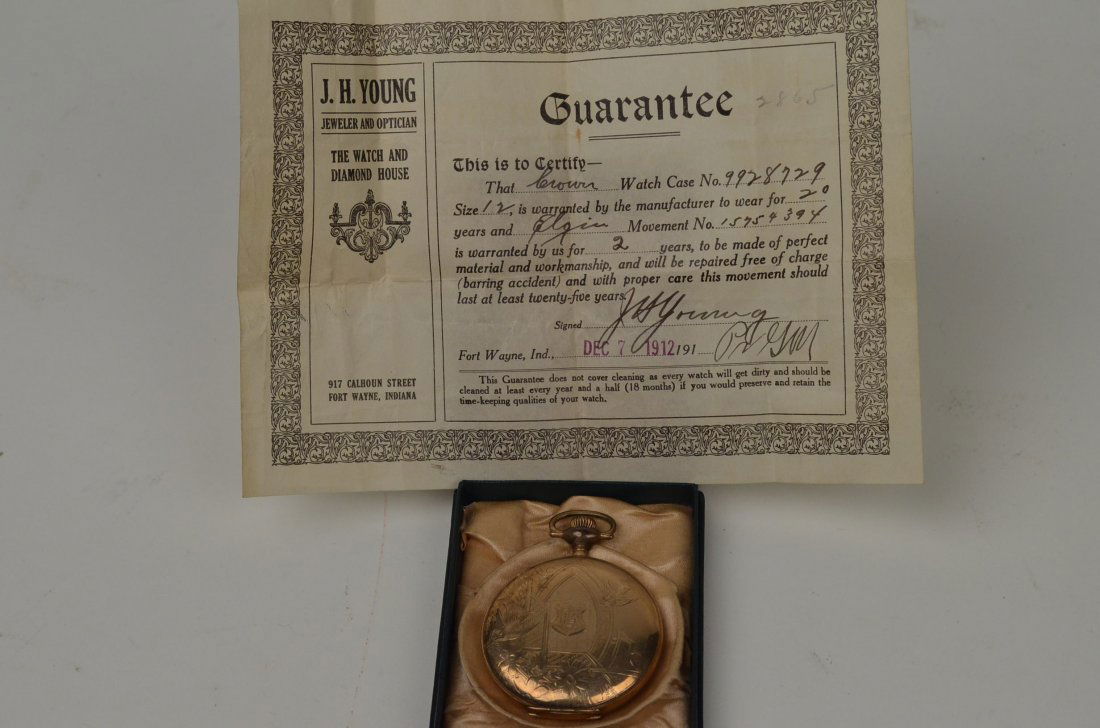 J. H. YOUNG
JEWELER AND OPTICIAN
THE WATCH AND
DIAMOND HOUSE
917 CALHOUN STREET
FORT WAYNE, INDIANA
Guarantee 2865
This is to Certify—
That Crown Watch Case No. 9928729
Size 12, is warranted by the manufacturer to wear for 20
years and Elgin Movement No. 15754394
is warranted by us for 2 years, to be made of perfect
material and workmanship, and will be repaired free of charge
(barring accident) and with proper care this movement should
last at least twenty-five years.
Signed J H Young
Fort Wayne, Ind., DEC 7 1912 191
This Guarantee does not cover cleaning as every watch will get dirty and should be
cleaned at least every year and a half (18 months) if you would preserve and retain the
time-keeping qualities of your watch.